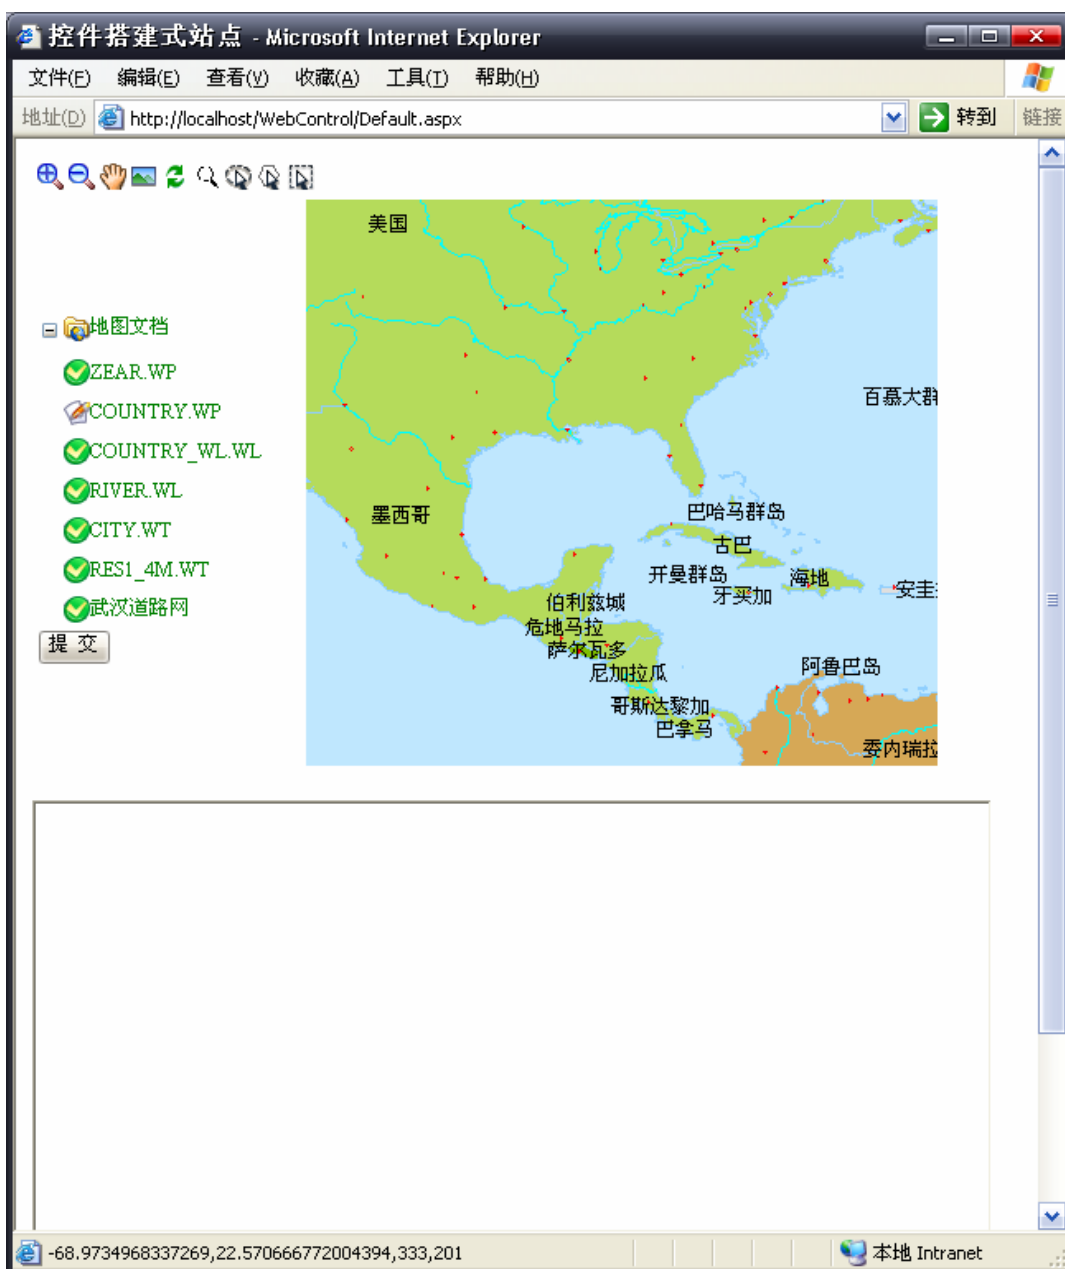 控件搭建式站点 - Microsoft Internet Explorer
文件(F) 编辑(E) 查看(V) 收藏(A) 工具(T) 帮助(H)
地址(D) http://localhost/WebControl/Default.aspx 转到 链接
美国
地图文档
ZEAR.WP
COUNTRY.WP
COUNTRY_WL.WL
RIVER.WL
CITY.WT
RES1_4M.WT
武汉道路网
提 交
百慕大群
墨西哥
巴哈马群岛
古巴
开曼群岛
海地
牙买加
安圭
伯利兹城
危地马拉
萨尔瓦多
尼加拉瓜
阿鲁巴岛
哥斯达黎加
巴拿马
委内瑞拉
-68.9734968337269,22.570666772004394,333,201 本地 Intranet